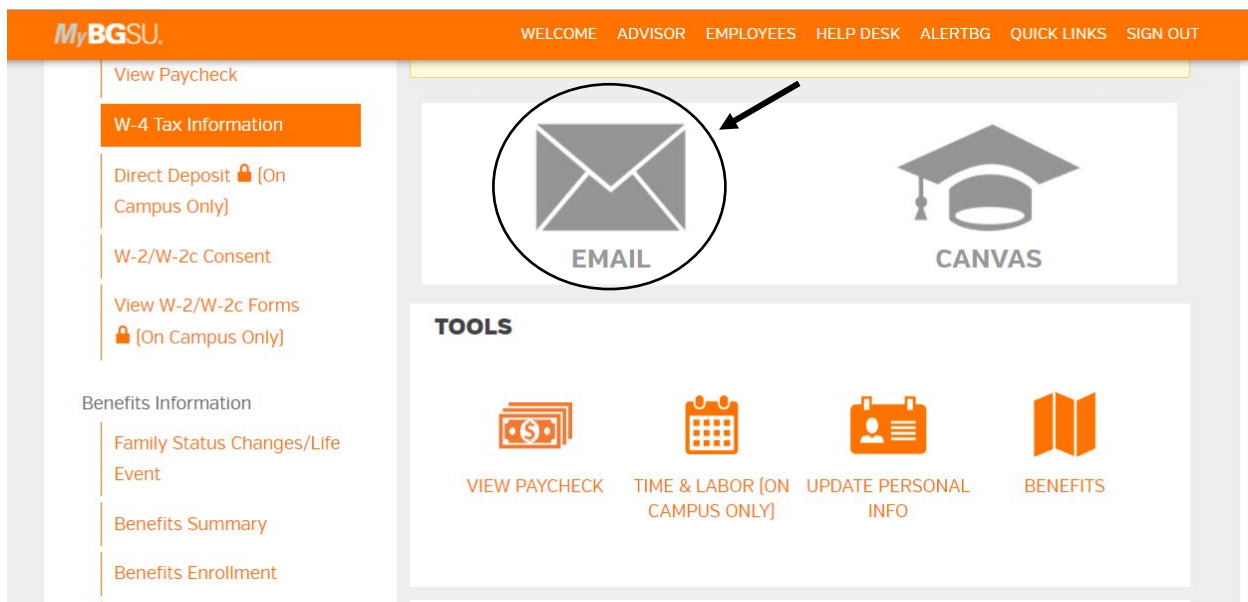 MyBGSU.
WELCOME ADVISOR EMPLOYEES HELP DESK ALERTBG QUICK LINKS SIGN OUT
View Paycheck
W-4 Tax Information
Direct Deposit (On
Campus Only)
W-2/W-2c Consent
View W-2/W-2c Forms
(On Campus Only)
Benefits Information
Family Status Changes/Life
Event
Benefits Summary
Benefits Enrollment
EMAIL
CANVAS
TOOLS
VIEW PAYCHECK
TIME & LABOR (ON
CAMPUS ONLY)
UPDATE PERSONAL
INFO
BENEFITS